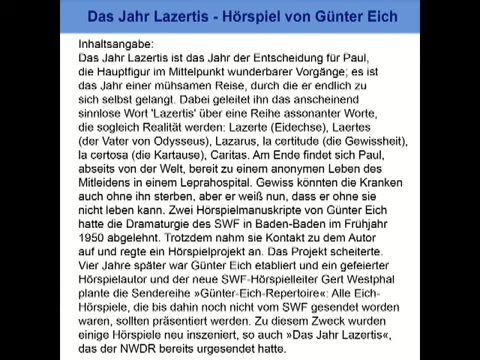 Das Jahr Lazertis - Hörspiel von Günter Eich
Inhaltsangabe:
Das Jahr Lazertis ist das Jahr der Entscheidung für Paul,
die Hauptfigur im Mittelpunkt wunderbarer Vorgänge; es ist
das Jahr einer mühsamen Reise, durch die er endlich zu
sich selbst gelangt. Dabei geleitet ihn das anscheinend
sinnlose Wort 'Lazertis' über eine Reihe assonanter Worte,
die sogleich Realität werden: Lazerte (Eidechse), Laertes
(der Vater von Odysseus), Lazarus, la certitude (die Gewissheit),
la certosa (die Kartause), Caritas. Am Ende findet sich Paul,
abseits von der Welt, bereit zu einem anonymen Leben des
Mitleidens in einem Leprahospital. Gewiss könnten die Kranken
auch ohne ihn sterben, aber er weiß nun, dass er ohne sie
nicht leben kann. Zwei Hörspielmanuskripte von Günter Eich
hatte die Dramaturgie des SWF in Baden-Baden im Frühjahr
1950 abgelehnt. Trotzdem nahm sie Kontakt zu dem Autor
auf und regte ein Hörspielprojekt an. Das Projekt scheiterte.
Vier Jahre später war Günter Eich etabliert und ein gefeierter
Hörspielautor und der neue SWF-Hörspielleiter Gert Westphal
plante die Sendereihe »Günter-Eich-Repertoire«: Alle Eich-
Hörspiele, die bis dahin noch nicht vom SWF gesendet worden
waren, sollten präsentiert werden. Zu diesem Zweck wurden
einige Hörspiele neu inszeniert, so auch »Das Jahr Lazertis«,
das der NWDR bereits urgesendet hatte.